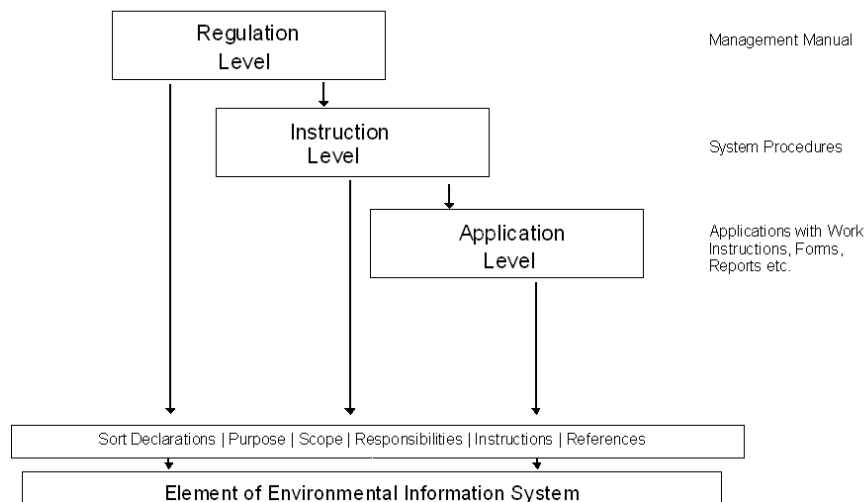 Regulation
Level
Management Manual
Instruction
Level
System Procedures
Application
Level
Applications with Work
Instructions, Forms,
Reports etc.
Sort Declarations | Purpose | Scope | Responsibilities | Instructions | References
Element of Environmental Information System